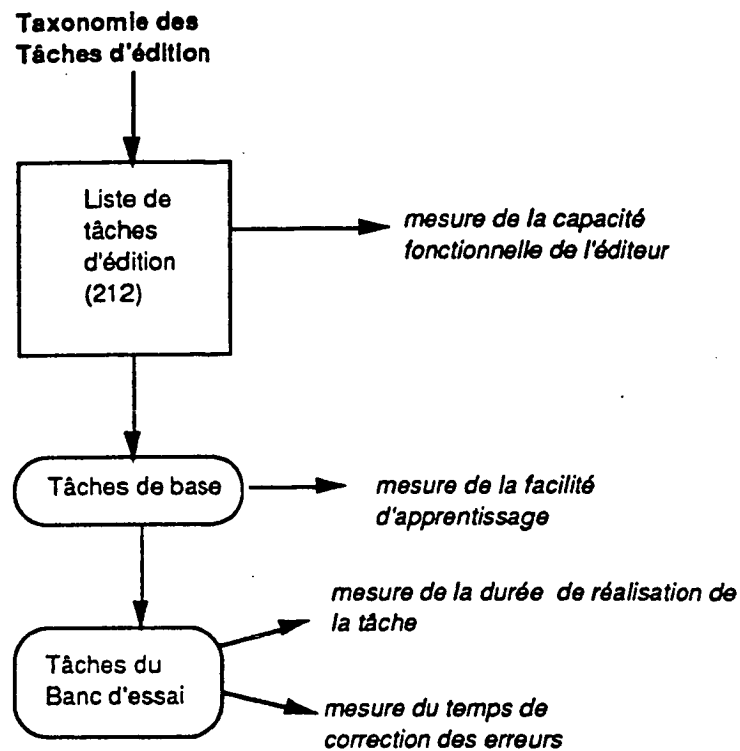 Taxonomie des
Tâches d'édition
Liste de
tâches
d'édition
(212)
mesure de la capacité
fonctionnelle de l'éditeur
Tâches de base
mesure de la facilité
d'apprentissage
mesure de la durée de réalisation de
la tâche
Tâches du
Banc d'essai
mesure du temps de
correction des erreurs